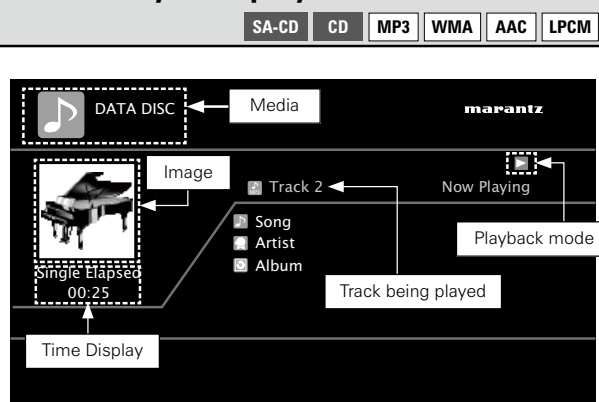 SA-CD CD MP3 WMA AAC LPCM
DATA DISC
Media
marantz
Image
Track 2
Now Playing
Song
Artist
Album
Playback mode
Single Elapsed
00:25
Track being played
Time Display